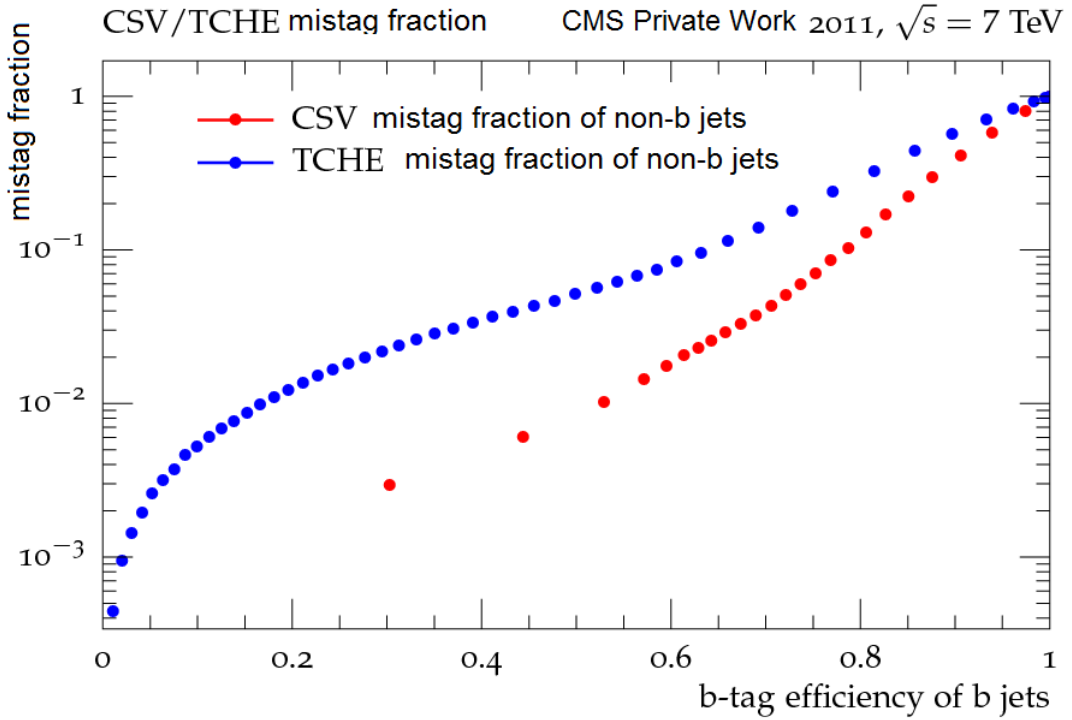 CSV/TCHE mistag fraction CMS Private Work 2011, √s = 7 TeV
mistag fraction
CSV mistag fraction of non-b jets
TCHE mistag fraction of non-b jets
1
10⁻¹
10⁻²
10⁻³
0 0.2 0.4 0.6 0.8 1
b-tag efficiency of b jets